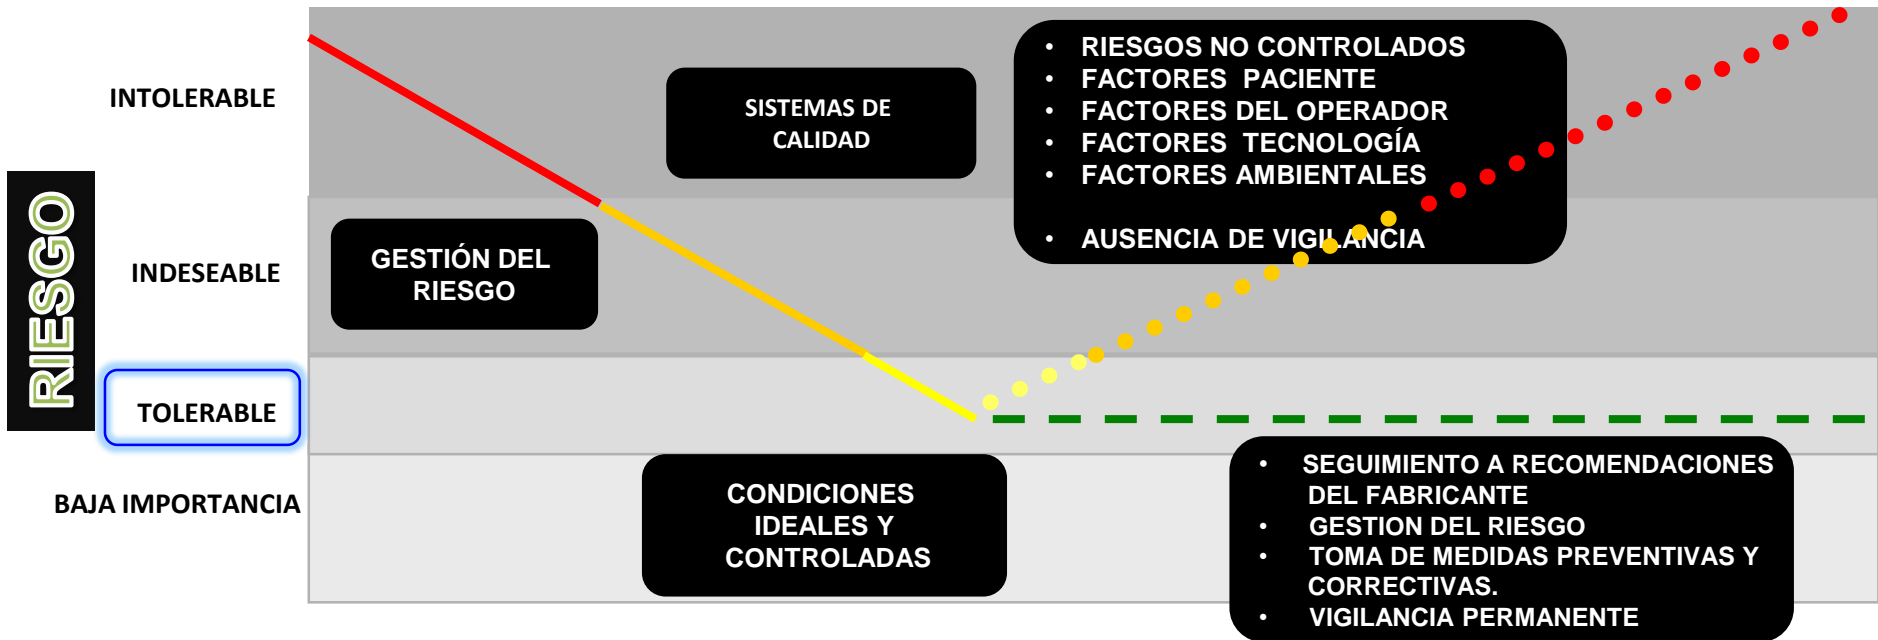 RIESGO
INTOLERABLE
INDESEABLE
TOLERABLE
BAJA IMPORTANCIA
GESTIÓN DEL
RIESGO
SISTEMAS DE
CALIDAD
• RIESGOS NO CONTROLADOS
• FACTORES PACIENTE
• FACTORES DEL OPERADOR
• FACTORES TECNOLOGÍA
• FACTORES AMBIENTALES
• AUSENCIA DE VIGILANCIA
CONDICIONES
IDEALES Y
CONTROLADAS
• SEGUIMIENTO A RECOMENDACIONES
DEL FABRICANTE
• GESTION DEL RIESGO
• TOMA DE MEDIDAS PREVENTIVAS Y
CORRECTIVAS.
• VIGILANCIA PERMANENTE